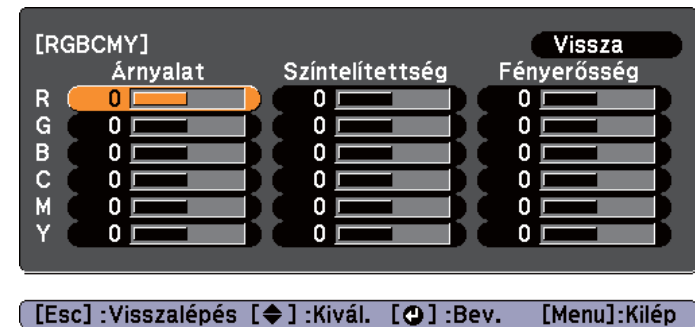 [RGBCMY] Vissza
Árnyalat Színtelítettség Fényerősség
R 0 0 0
G 0 0 0
B 0 0 0
C 0 0 0
M 0 0 0
Y 0 0 0
[Esc] :Visszalépés [◆] :Kivál. [↵] :Bev. [Menu]:Kilép